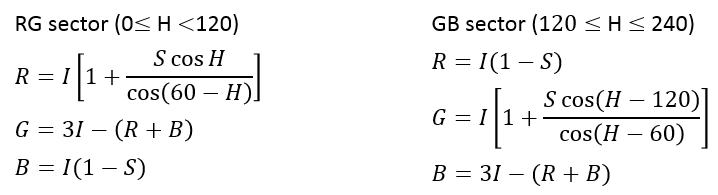 RG sector (0≤ H <120)
R = I[1 + S cos H / cos(60 − H)]
G = 3I − (R + B)
B = I(1 − S)
GB sector (120 ≤ H ≤ 240)
R = I(1 − S)
G = I[1 + S cos(H − 120) / cos(H − 60)]
B = 3I − (R + B)